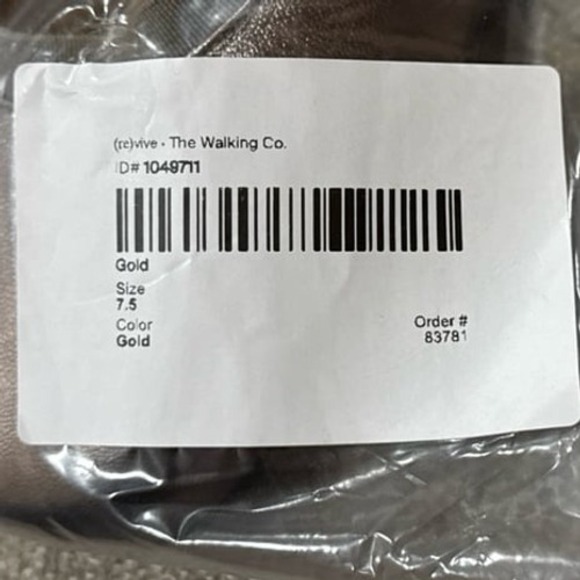 (re)vive - The Walking Co.
ID# 1049711
Gold
Size
7.5
Color
Gold
Order #
83781